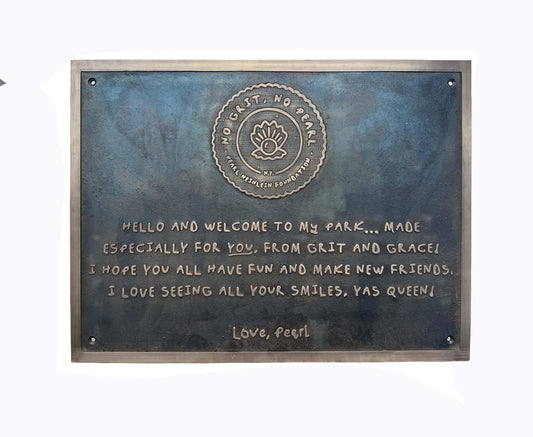 NO GRIT, NO PEARL
PEARL HEINLEIN FOUNDATION
N.Y.
HELLO AND WELCOME TO My PARK... MADE
ESPECIALLY FOR YOU, FROM GRIT AND GRACE!
I HOPE YOU ALL HAVE FUN AND MAKE NEW FRIENDS.
I LOVE SEEING ALL YOUR SMILES, YAS QUEEN!
Love, Pearl